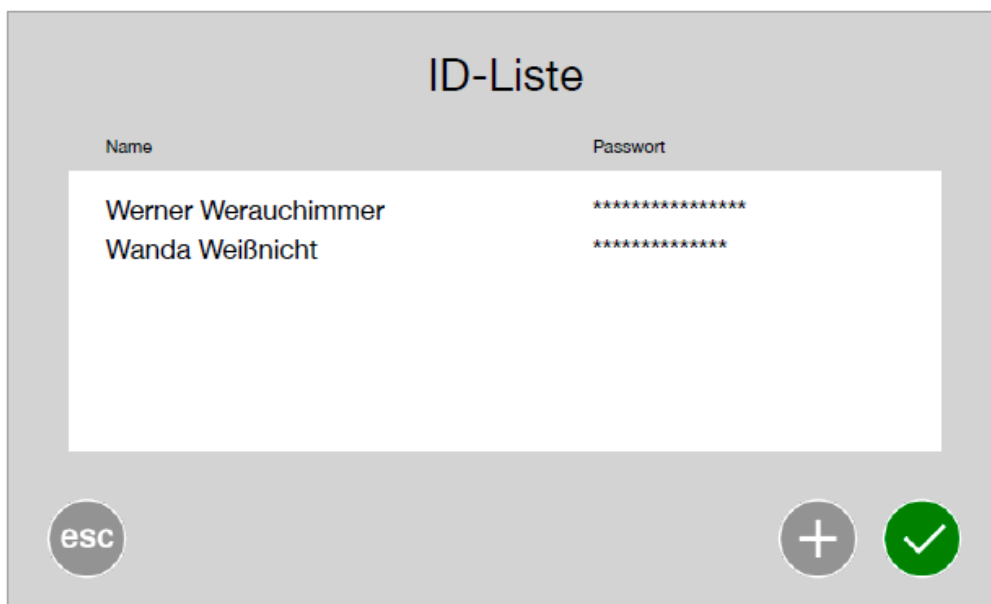 ID-Liste
Name Passwort
Werner Werauchimmer ****************
Wanda Weißnicht **************
esc